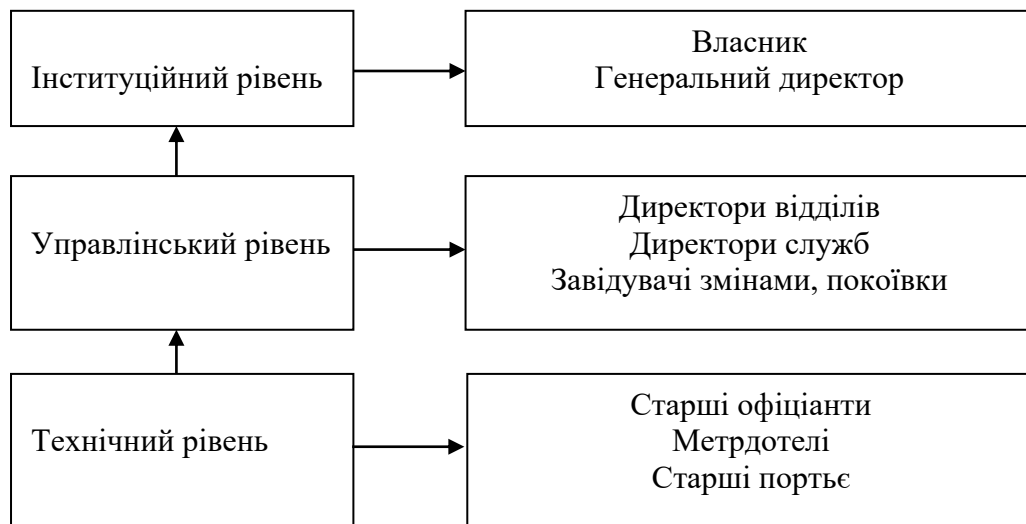 Інституційний рівень
Власник
Генеральний директор
Управлінський рівень
Директори відділів
Директори служб
Завідувачі змінами, покоївки
Технічний рівень
Старші офіціанти
Метрдотелі
Старші портьє